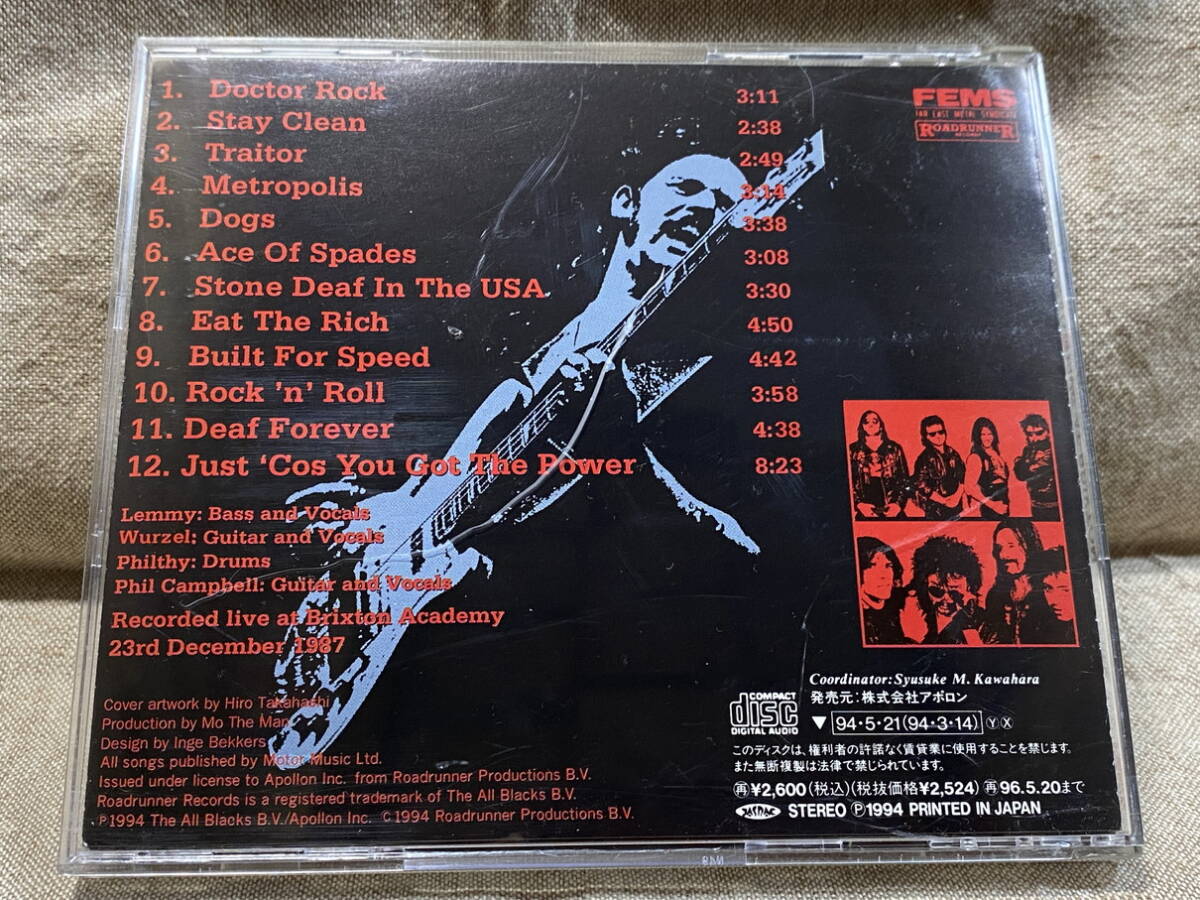 1. Doctor Rock 3:11
2. Stay Clean 2:38
3. Traitor 2:49
4. Metropolis 3:14
5. Dogs 3:38
6. Ace Of Spades 3:08
7. Stone Deaf In The USA 3:30
8. Eat The Rich 4:50
9. Built For Speed 4:42
10. Rock 'n' Roll 3:58
11. Deaf Forever 4:38
12. Just 'Cos You Got The Power 8:23
FEMS
FAR EAST METAL SYNDICATE
ROADRUNNER
RECORDS
Lemmy: Bass and Vocals
Wurzel: Guitar and Vocals
Philthy: Drums
Phil Campbell: Guitar and Vocals
Recorded live at Brixton Academy
23rd December 1987
Cover artwork by Hiro Takahashi
Production by Mo The Man
Design by Inge Bekkers
All songs published by Motor Music Ltd.
Issued under license to Apollon Inc. from Roadrunner Productions B.V.
Roadrunner Records is a registered trademark of The All Blacks B.V.
℗1994 The All Blacks B.V./Apollon Inc. ©1994 Roadrunner Productions B.V.
COMPACT
disc
DIGITAL AUDIO
Coordinator: Syusuke M. Kawahara
発売元:株式会社アポロン
▼ 94・5・21(94・3・14) Ⓨ Ⓧ
このディスクは、権利者の許諾なく賃貸業に使用することを禁じます。
また無断複製は法律で禁じられています。
再¥2,600(税込)(税抜価格¥2,524) 再96.5.20まで
STEREO ℗1994 PRINTED IN JAPAN